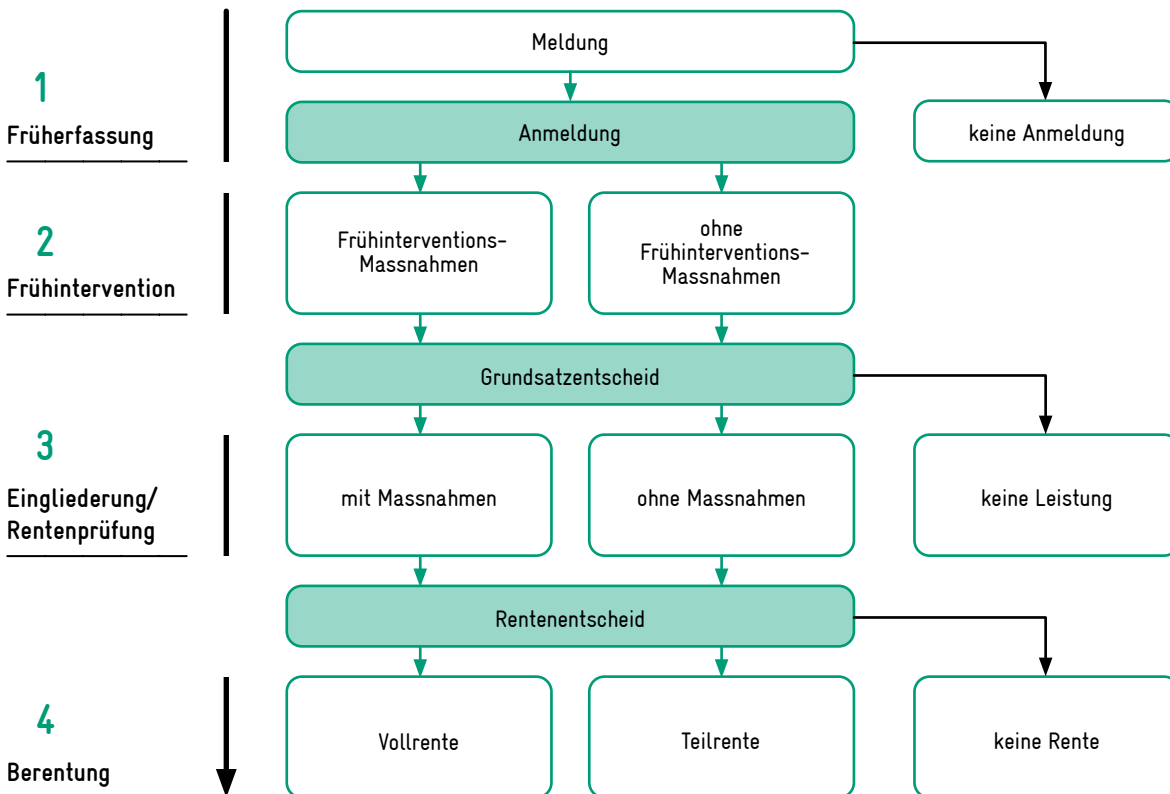 1
Früherfassung
Meldung
Anmeldung
keine Anmeldung
2
Frühintervention
Frühinterventions-
Massnahmen
ohne
Frühinterventions-
Massnahmen
Grundsatzentscheid
3
Eingliederung/
Rentenprüfung
mit Massnahmen
ohne Massnahmen
keine Leistung
Rentenentscheid
4
Berentung
Vollrente
Teilrente
keine Rente